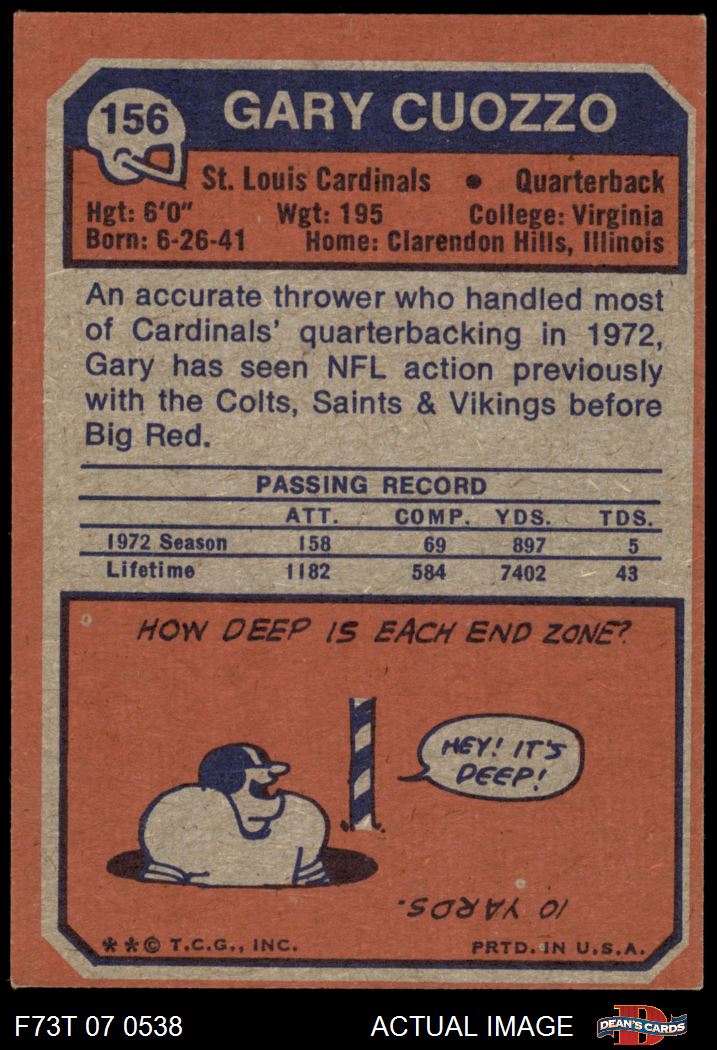 156
GARY CUOZZO
St. Louis Cardinals • Quarterback
Hgt: 6'0" Wgt: 195 College: Virginia
Born: 6-26-41 Home: Clarendon Hills, Illinois
An accurate thrower who handled most
of Cardinals' quarterbacking in 1972,
Gary has seen NFL action previously
with the Colts, Saints & Vikings before
Big Red.
PASSING RECORD
ATT. COMP. YDS. TDS.
1972 Season 158 69 897 5
Lifetime 1182 584 7402 43
HOW DEEP IS EACH END ZONE?
HEY! IT'S
DEEP!
10 YARDS.
**© T.C.G., INC. PRTD. IN U.S.A.
F73T 07 0538 ACTUAL IMAGE
D
DEAN'S CARDS